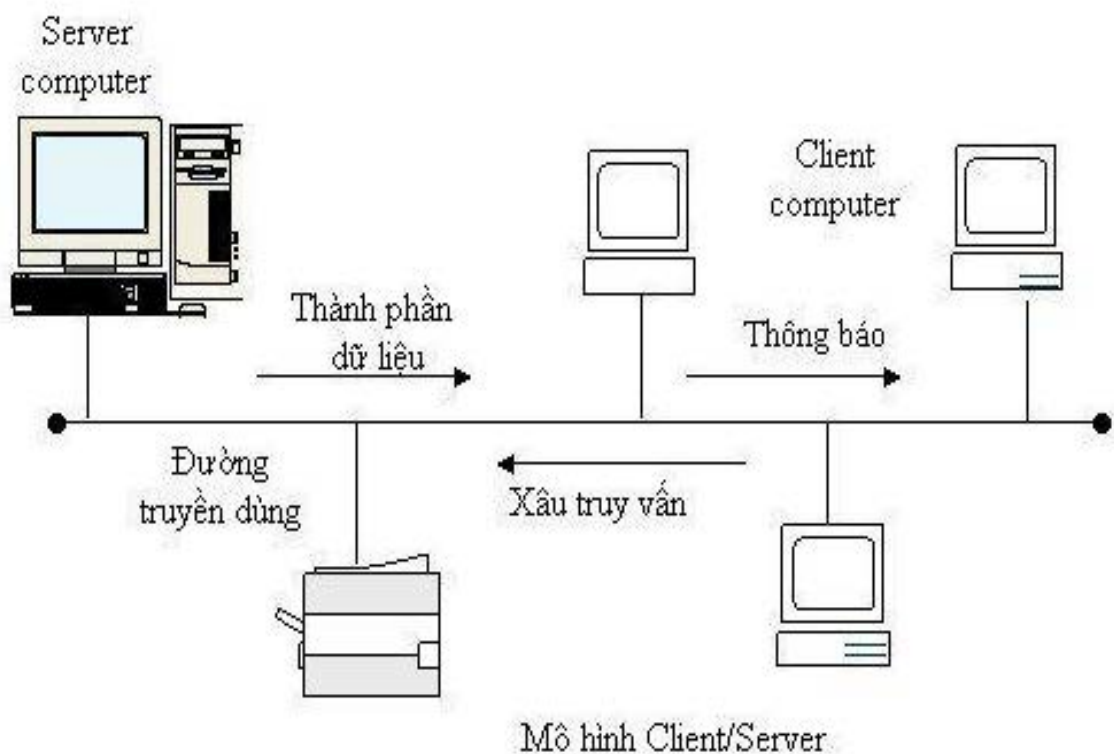 Server
computer
Client
computer
Thành phần
dữ liệu
Thông báo
Đường
truyền dùng
Xâu truy vấn
Mô hình Client/Server